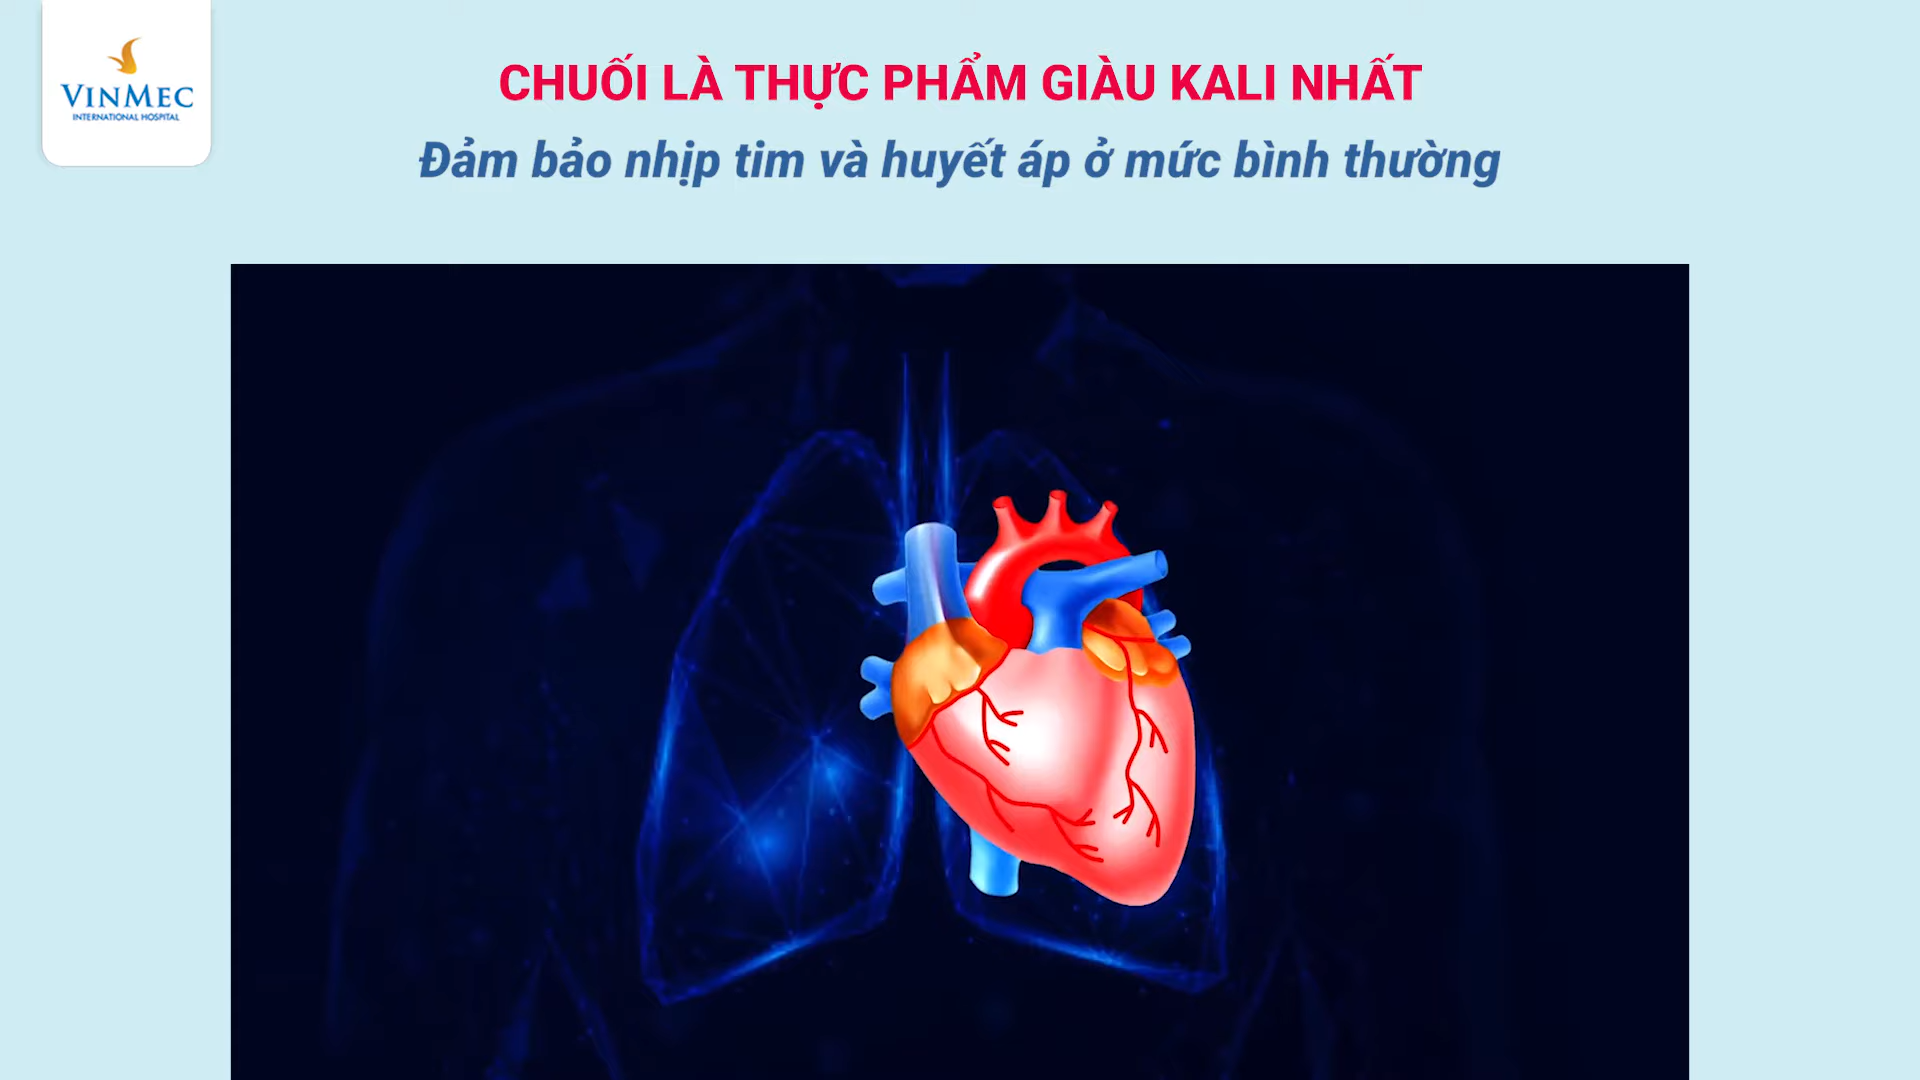 VINMEC
INTERNATIONAL HOSPITAL
CHUỐI LÀ THỰC PHẨM GIÀU KALI NHẤT
Đảm bảo nhịp tim và huyết áp ở mức bình thường